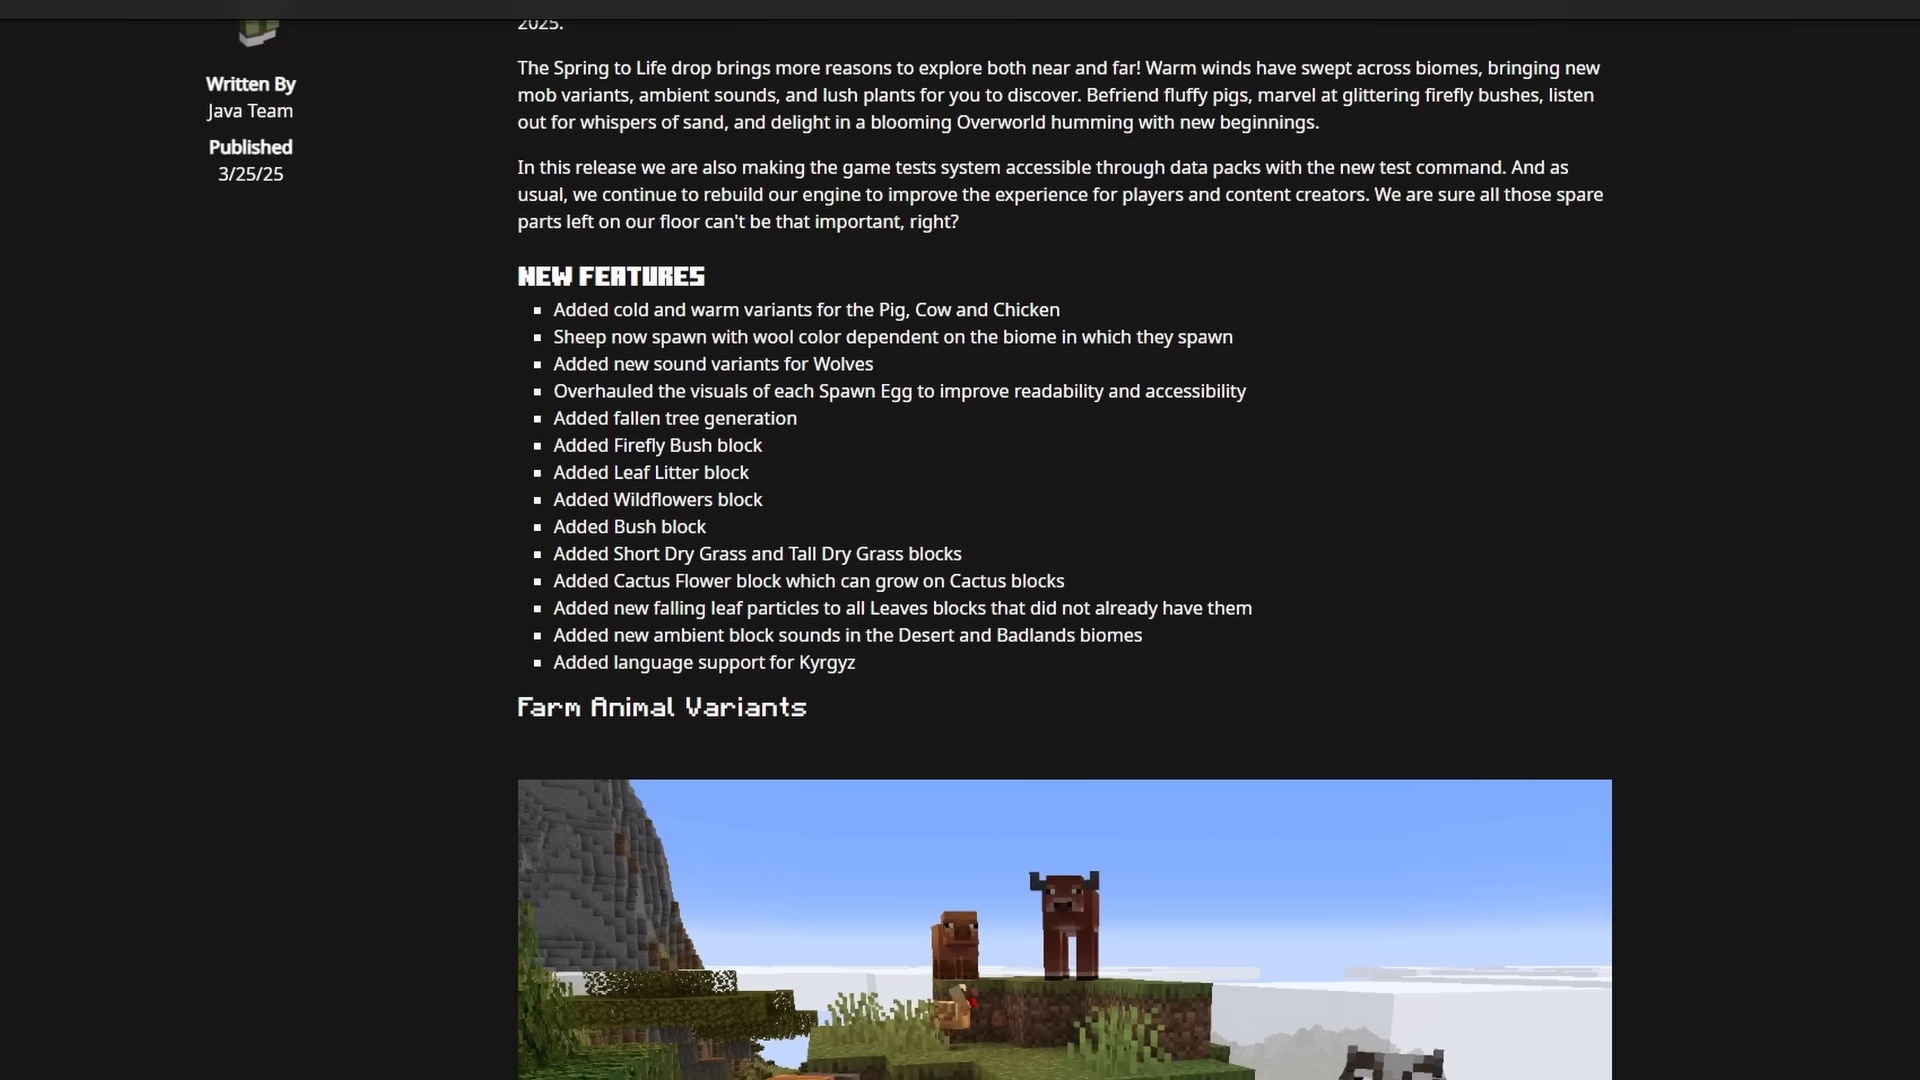 2025.
Written By
Java Team
Published
3/25/25
The Spring to Life drop brings more reasons to explore both near and far! Warm winds have swept across biomes, bringing new
mob variants, ambient sounds, and lush plants for you to discover. Befriend fluffy pigs, marvel at glittering firefly bushes, listen
out for whispers of sand, and delight in a blooming Overworld humming with new beginnings.
In this release we are also making the game tests system accessible through data packs with the new test command. And as
usual, we continue to rebuild our engine to improve the experience for players and content creators. We are sure all those spare
parts left on our floor can't be that important, right?
NEW FEATURES
Added cold and warm variants for the Pig, Cow and Chicken
Sheep now spawn with wool color dependent on the biome in which they spawn
Added new sound variants for Wolves
Overhauled the visuals of each Spawn Egg to improve readability and accessibility
Added fallen tree generation
Added Firefly Bush block
Added Leaf Litter block
Added Wildflowers block
Added Bush block
Added Short Dry Grass and Tall Dry Grass blocks
Added Cactus Flower block which can grow on Cactus blocks
Added new falling leaf particles to all Leaves blocks that did not already have them
Added new ambient block sounds in the Desert and Badlands biomes
Added language support for Kyrgyz
Farm Animal Variants